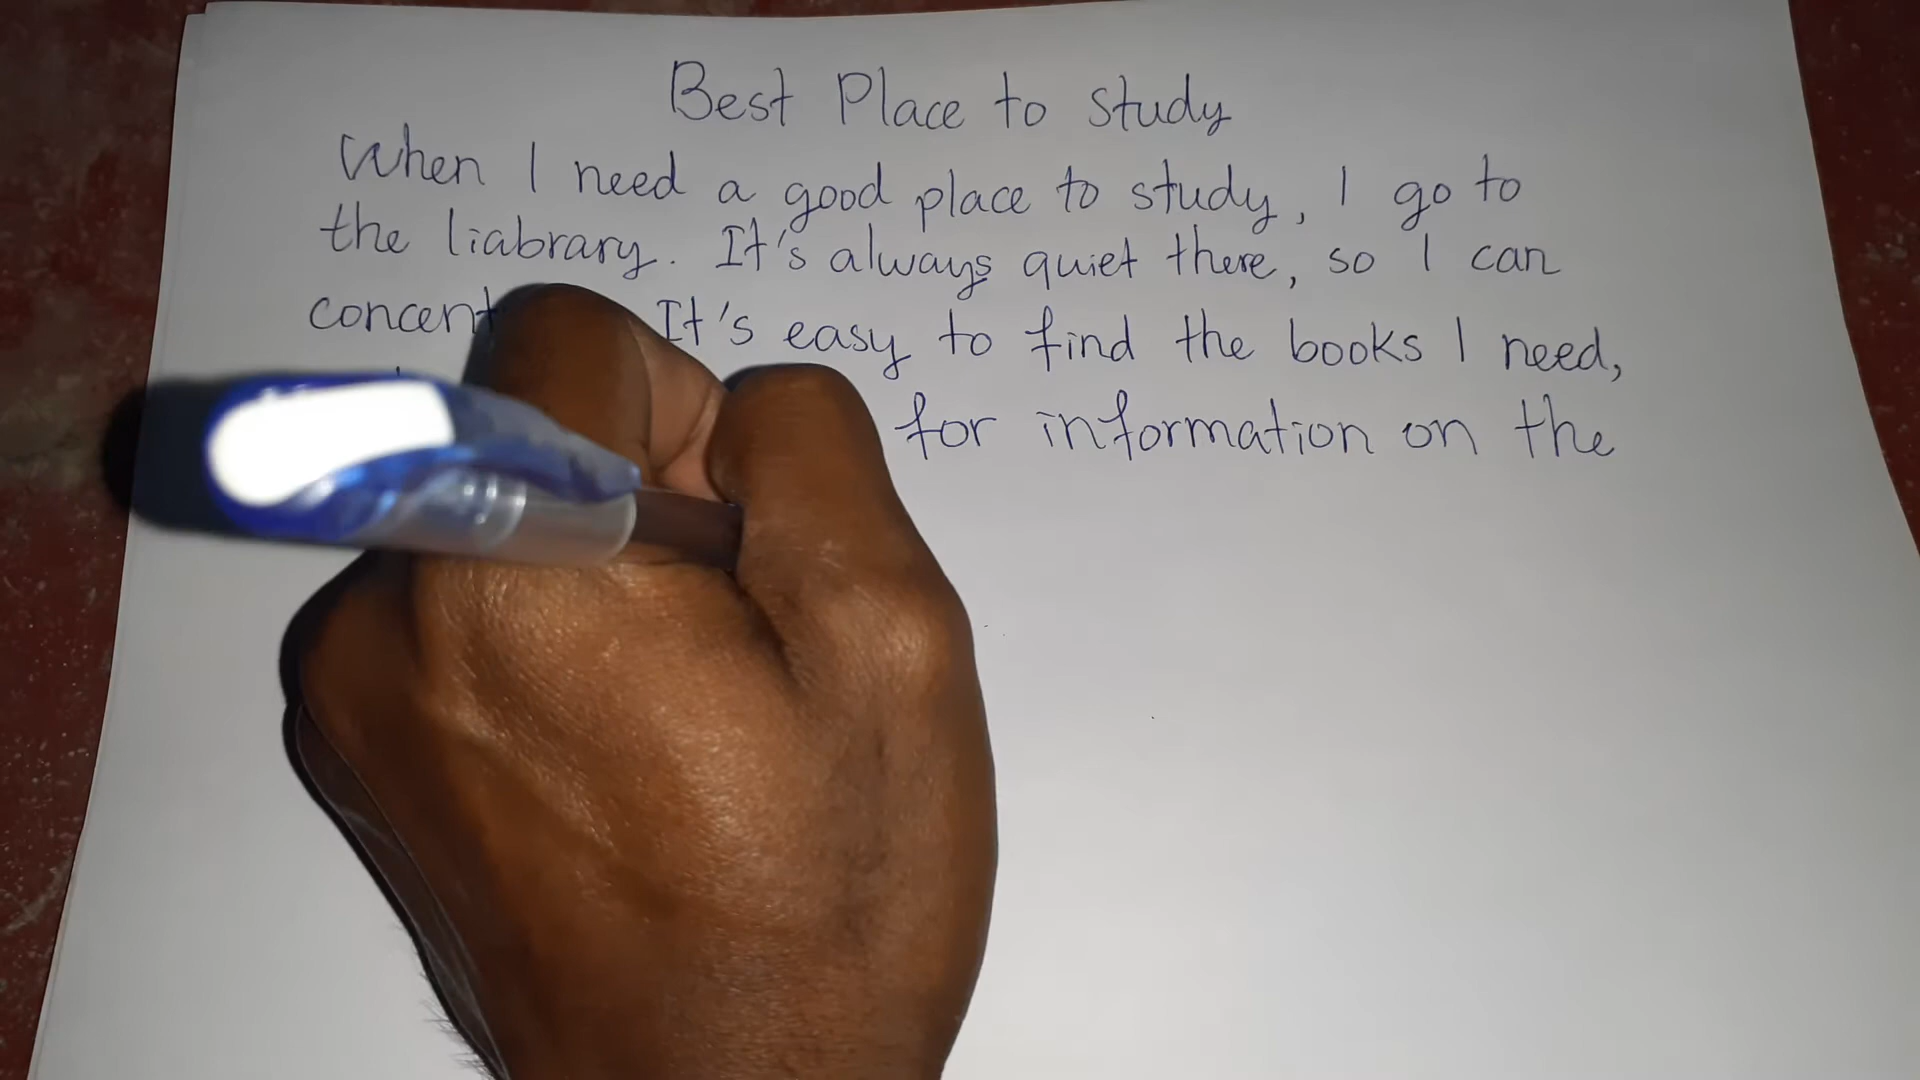 Best Place to study
When I need a good place to study, I go to
the liabrary. It's always quiet there, so I can
It's easy to find the books I need,
for information on the